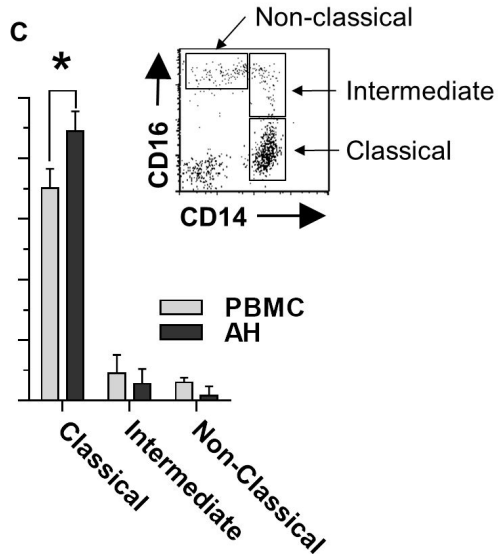 C
*
Non-classical
Intermediate
Classical
CD16
CD14
PBMC
AH
Classical
Intermediate
Non-Classical